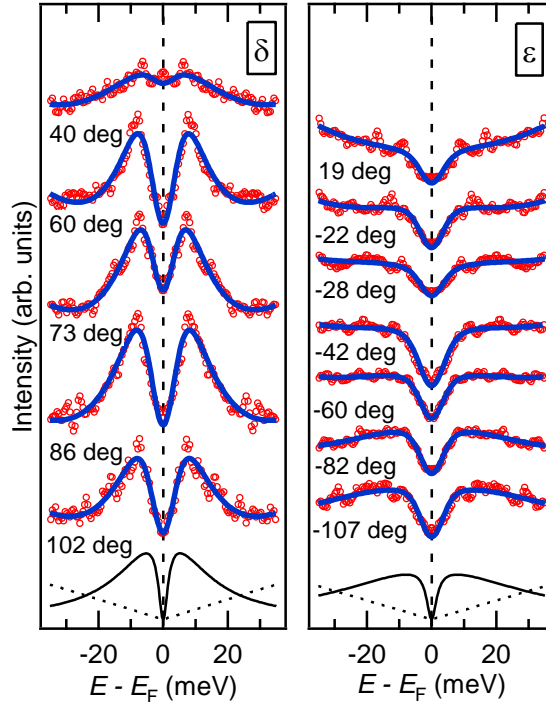 δ
ε
Intensity (arb. units)
40 deg
60 deg
73 deg
86 deg
102 deg
19 deg
-22 deg
-28 deg
-42 deg
-60 deg
-82 deg
-107 deg
-20 0 20
-20 0 20
E - EF (meV)
E - EF (meV)